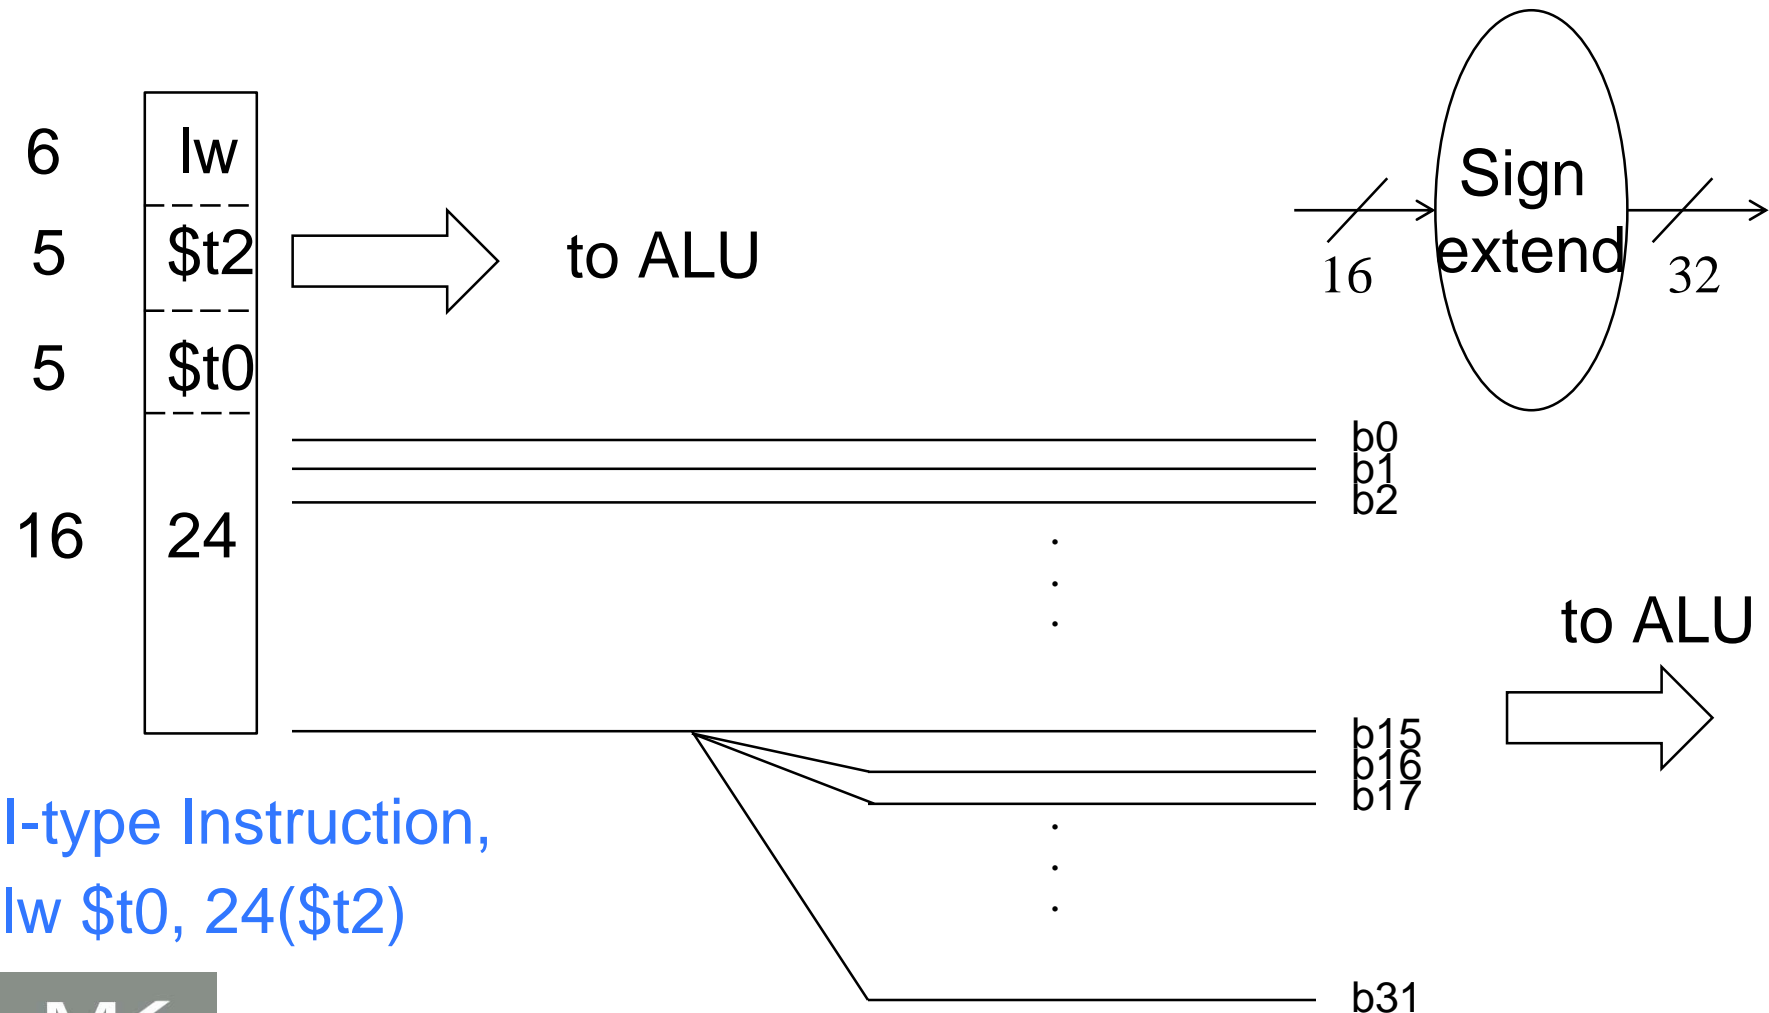 6 lw
5 $t2
to ALU
5 $t0
16 24
Sign
extend
16 32
b0
b1
b2
to ALU
b15
b16
b17
b31
I-type Instruction,
lw $t0, 24($t2)